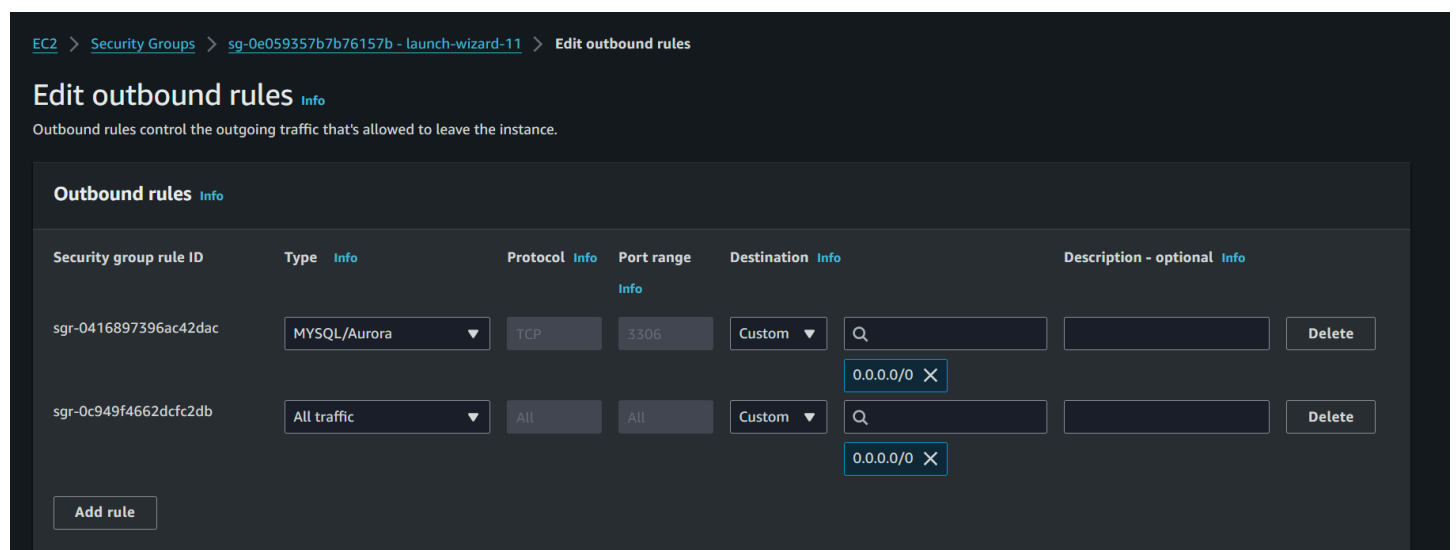 EC2 > Security Groups > sg-0e059357b7b76157b - launch-wizard-11 > Edit outbound rules
Edit outbound rules Info
Outbound rules control the outgoing traffic that's allowed to leave the instance.
Outbound rules Info
Security group rule ID Type Info Protocol Info Port range Destination Info Description - optional Info
Info
sgr-0416897396ac42dac MYSQL/Aurora TCP 3306 Custom Delete
0.0.0.0/0
sgr-0c949f4662dcfc2db All traffic All All Custom Delete
0.0.0.0/0
Add rule